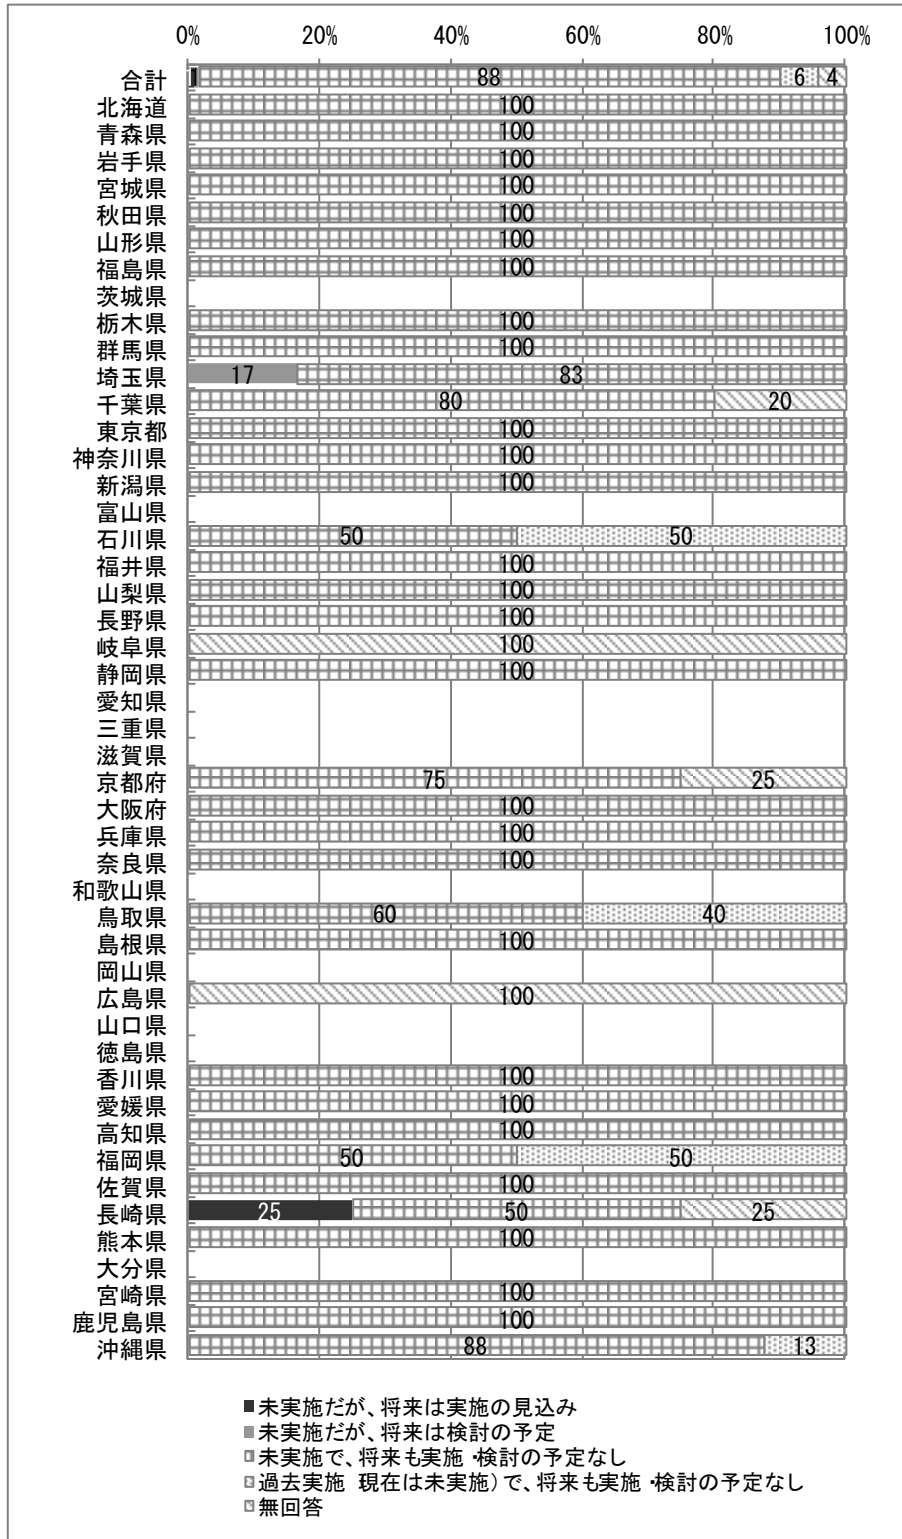 0% 20% 40% 60% 80% 100%
合計 1 88 6 4
北海道 100
青森県 100
岩手県 100
宮城県 100
秋田県 100
山形県 100
福島県 100
茨城県
栃木県 100
群馬県 100
埼玉県 17 83
千葉県 80 20
東京都 100
神奈川県 100
新潟県 100
富山県
石川県 50 50
福井県 100
山梨県 100
長野県 100
岐阜県 100
静岡県 100
愛知県
三重県
滋賀県
京都府 75 25
大阪府 100
兵庫県 100
奈良県 100
和歌山県
鳥取県 60 40
島根県 100
岡山県
広島県 100
山口県
徳島県
香川県 100
愛媛県 100
高知県 100
福岡県 50 50
佐賀県 100
長崎県 25 50 25
熊本県 100
大分県
宮崎県 100
鹿児島県 100
沖縄県 88 13
未実施だが、将来は実施の見込み
未実施だが、将来は検討の予定
未実施で、将来も実施・検討の予定なし
過去実施 現在は未実施)で、将来も実施・検討の予定なし
無回答